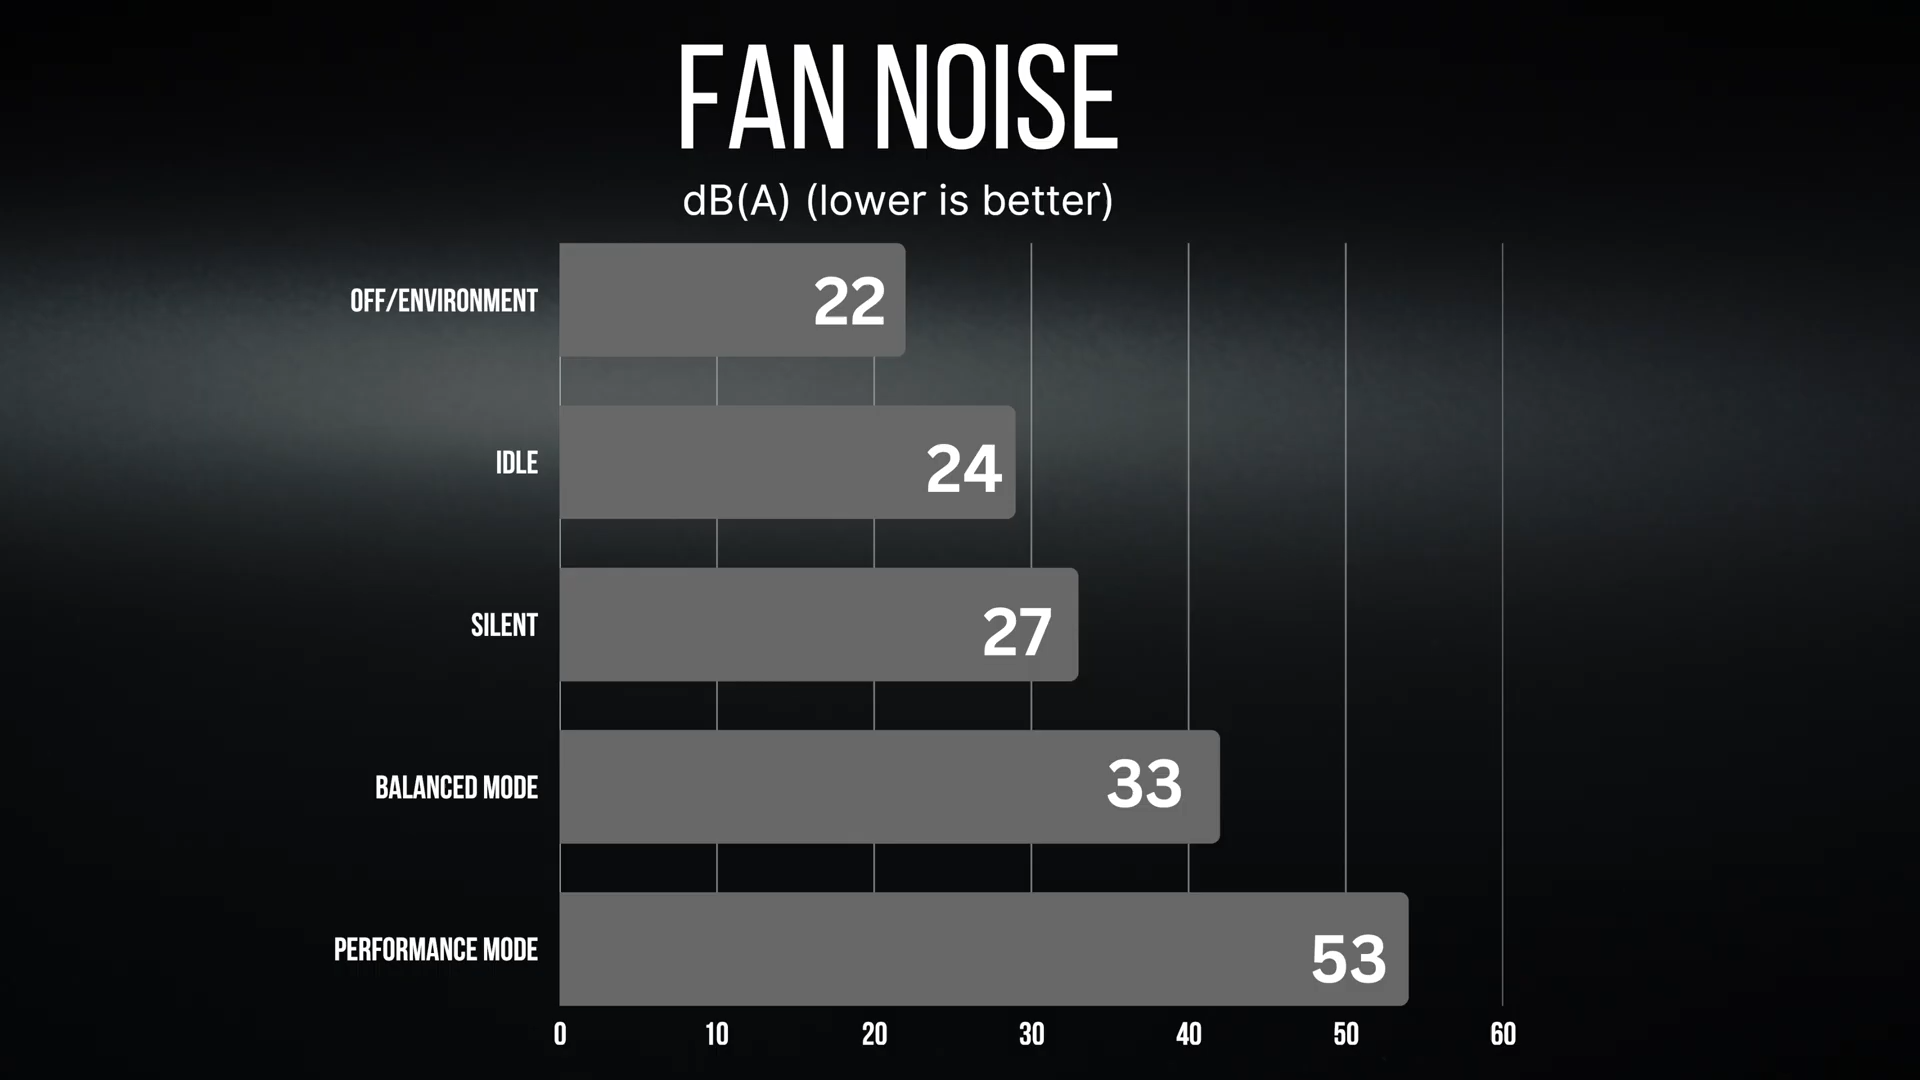 FAN NOISE
dB(A) (lower is better)
OFF/ENVIRONMENT 22
IDLE 24
SILENT 27
BALANCED MODE 33
PERFORMANCE MODE 53
0 10 20 30 40 50 60